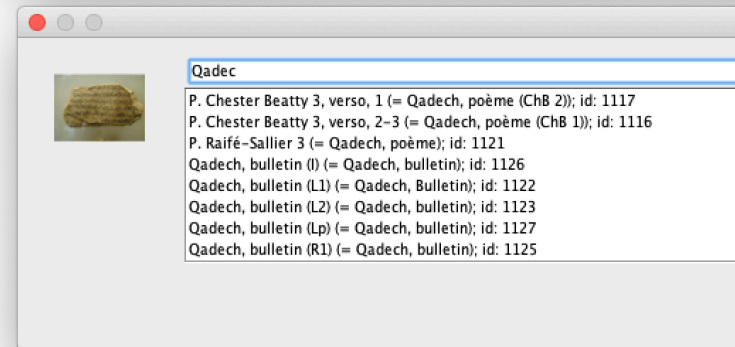 Qadec
P. Chester Beatty 3, verso, 1 (= Qadech, poème (ChB 2)); id: 1117
P. Chester Beatty 3, verso, 2-3 (= Qadech, poème (ChB 1)); id: 1116
P. Raifé-Sallier 3 (= Qadech, poème); id: 1121
Qadech, bulletin (I) (= Qadech, bulletin); id: 1126
Qadech, bulletin (L1) (= Qadech, Bulletin); id: 1122
Qadech, bulletin (L2) (= Qadech, bulletin); id: 1123
Qadech, bulletin (Lp) (= Qadech, bulletin); id: 1127
Qadech, bulletin (R1) (= Qadech, bulletin); id: 1125